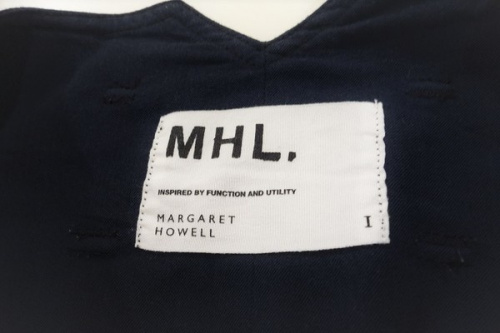 MHL.
INSPIRED BY FUNCTION AND UTILITY
MARGARET
HOWELL
I